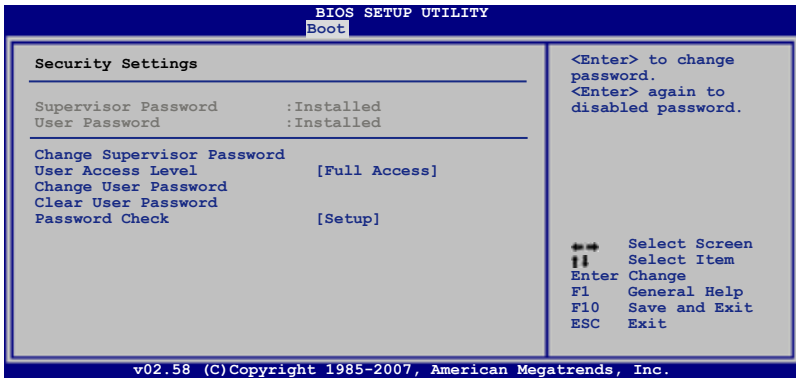 BIOS SETUP UTILITY
Boot
Security Settings
Supervisor Password :Installed
User Password :Installed
Change Supervisor Password
User Access Level [Full Access]
Change User Password
Clear User Password
Password Check [Setup]
<Enter> to change
password.
<Enter> again to
disabled password.
←→ Select Screen
↑↓ Select Item
Enter Change
F1 General Help
F10 Save and Exit
ESC Exit
v02.58 (C)Copyright 1985-2007, American Megatrends, Inc.